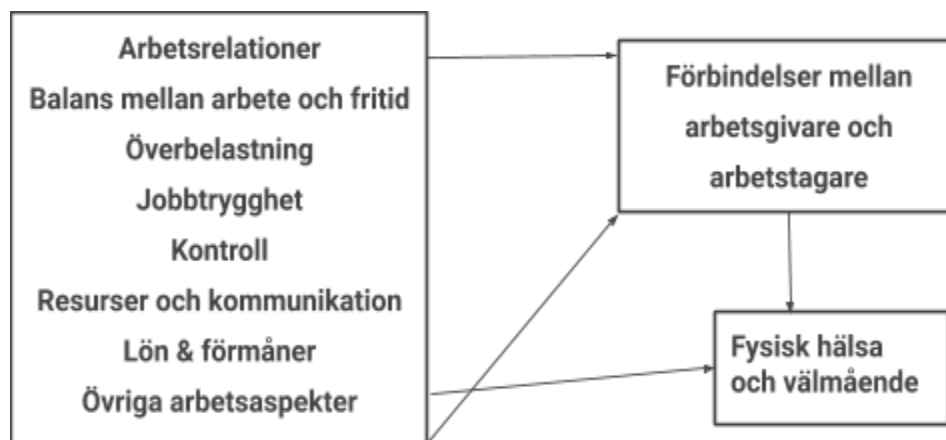 Arbetsrelationer
Balans mellan arbete och fritid
Överbelastning
Jobbtrygghet
Kontroll
Resurser och kommunikation
Lön & förmåner
Övriga arbetsaspekter
Förbindelser mellan
arbetsgivare och
arbetstagare
Fysisk hälsa
och välmående